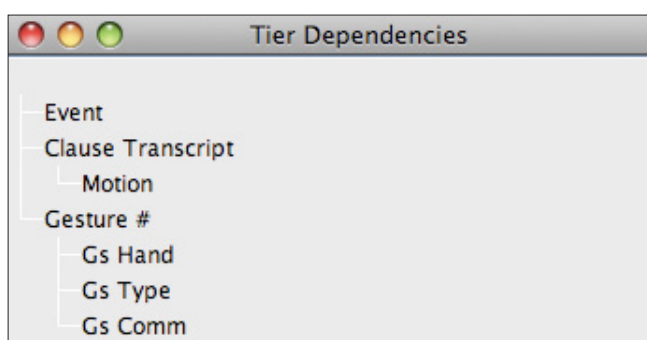 Tier Dependencies
Event
Clause Transcript
Motion
Gesture #
Gs Hand
Gs Type
Gs Comm